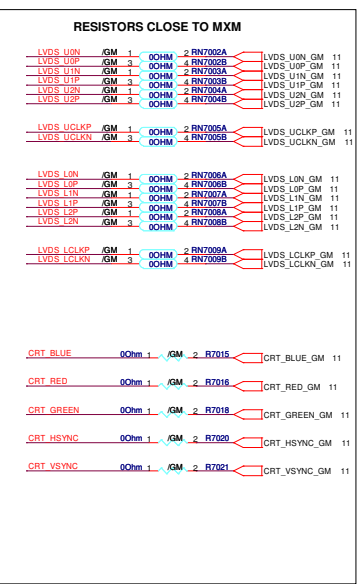 RESISTORS CLOSE TO MXM
LVDS_U0N /GM 1 0OHM 2 RN7002A LVDS_U0N_GM 11
LVDS_U0P /GM 3 0OHM 4 RN7002B LVDS_U0P_GM 11
LVDS_U1N /GM 1 0OHM 2 RN7003A LVDS_U1N_GM 11
LVDS_U1P /GM 3 0OHM 4 RN7003B LVDS_U1P_GM 11
LVDS_U2N /GM 1 0OHM 2 RN7004A LVDS_U2N_GM 11
LVDS_U2P /GM 3 0OHM 4 RN7004B LVDS_U2P_GM 11
LVDS_UCLKP /GM 1 0OHM 2 RN7005A LVDS_UCLKP_GM 11
LVDS_UCLKN /GM 3 0OHM 4 RN7005B LVDS_UCLKN_GM 11
LVDS_L0N /GM 1 0OHM 2 RN7006A LVDS_L0N_GM 11
LVDS_L0P /GM 3 0OHM 4 RN7006B LVDS_L0P_GM 11
LVDS_L1N /GM 1 0OHM 2 RN7007A LVDS_L1N_GM 11
LVDS_L1P /GM 3 0OHM 4 RN7007B LVDS_L1P_GM 11
LVDS_L2P /GM 1 0OHM 2 RN7008A LVDS_L2P_GM 11
LVDS_L2N /GM 3 0OHM 4 RN7008B LVDS_L2N_GM 11
LVDS_LCLKP /GM 1 0OHM 2 RN7009A LVDS_LCLKP_GM 11
LVDS_LCLKN /GM 3 0OHM 4 RN7009B LVDS_LCLKN_GM 11
CRT_BLUE 0Ohm 1 /GM 2 R7015 CRT_BLUE_GM 11
CRT_RED 0Ohm 1 /GM 2 R7016 CRT_RED_GM 11
CRT_GREEN 0Ohm 1 /GM 2 R7018 CRT_GREEN_GM 11
CRT_HSYNC 0Ohm 1 /GM 2 R7020 CRT_HSYNC_GM 11
CRT_VSYNC 0Ohm 1 /GM 2 R7021 CRT_VSYNC_GM 11